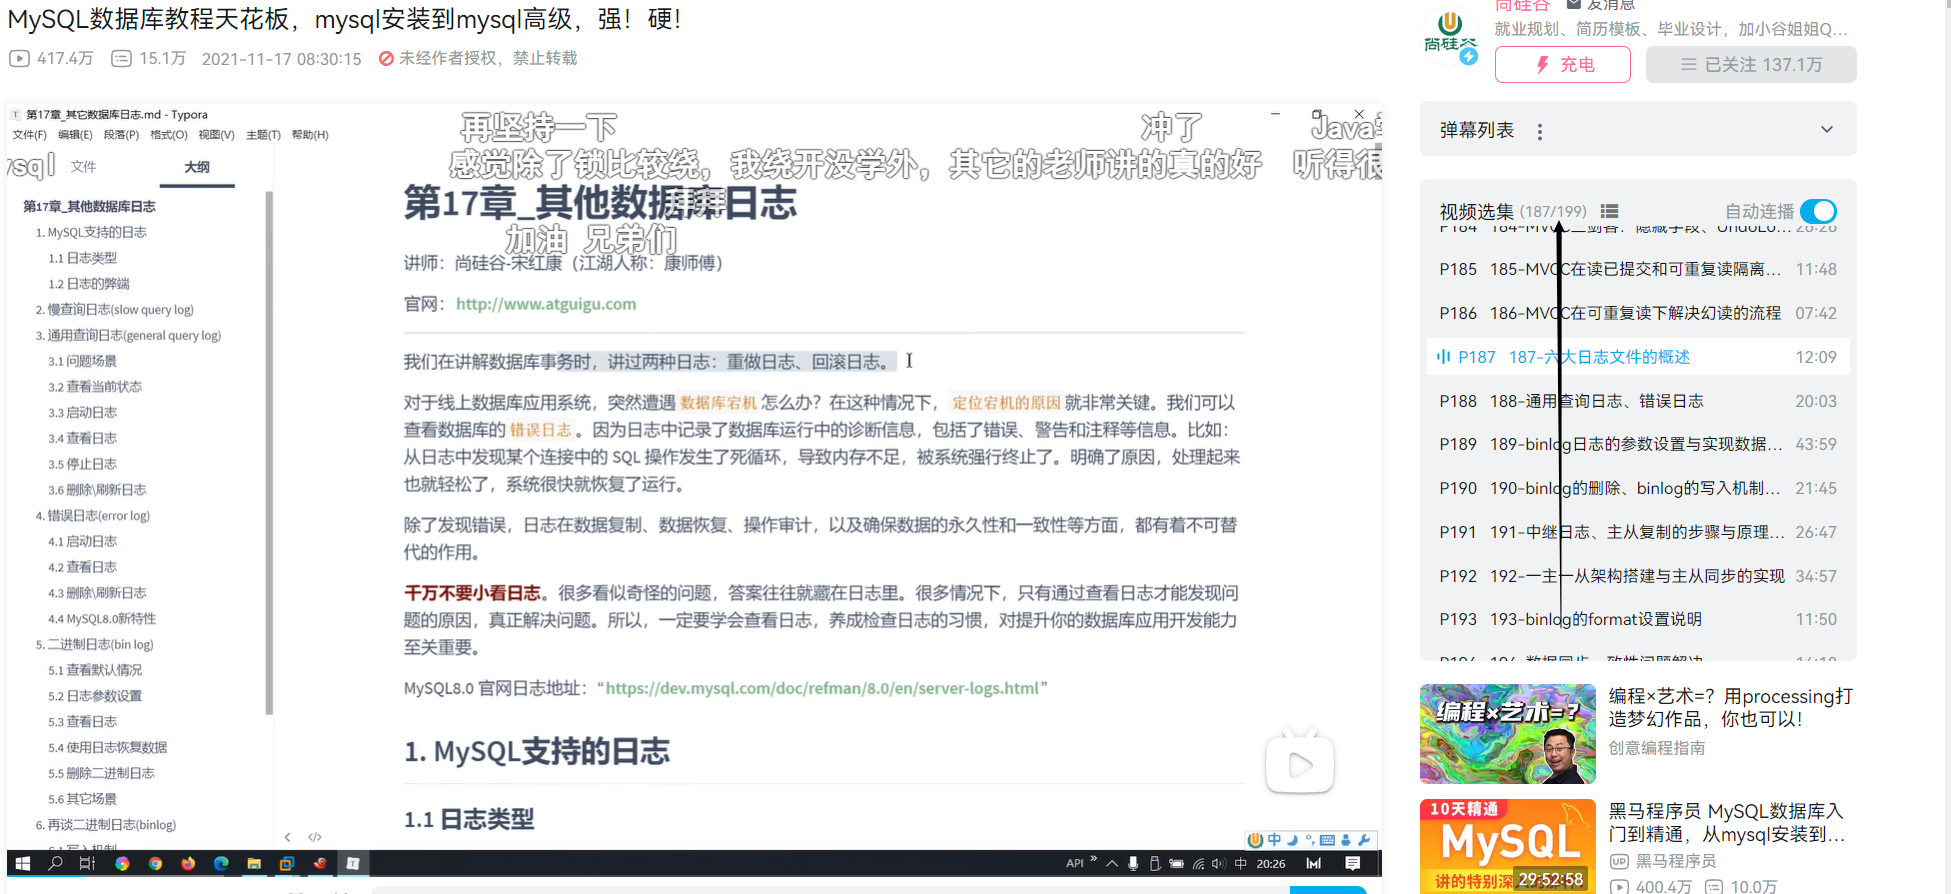 MySQL数据库教程天花板，mysql安装到mysql高级，强！硬！
417.4万 15.1万 2021-11-17 08:30:15 未经作者授权，禁止转载
第17章_其它数据库日志.md - Typora
文件(F) 编辑(E) 段落(P) 格式(O) 视图(V) 主题(T) 帮助(H)
再坚持一下 冲了
文件 大纲
感觉除了锁比较绕，我绕开没学外，其它的老师讲的真的好 听得很
第17章_其他数据库日志
1. MySQL支持的日志
1.1 日志类型
1.2 日志的弊端
2. 慢查询日志(slow query log)
3. 通用查询日志(general query log)
3.1 问题场景
3.2 查看当前状态
3.3 启动日志
3.4 查看日志
3.5 停止日志
3.6 删除\刷新日志
4. 错误日志(error log)
4.1 启动日志
4.2 查看日志
4.3 删除\刷新日志
4.4 MySQL8.0新特性
5. 二进制日志(bin log)
5.1 查看默认情况
5.2 日志参数设置
5.3 查看日志
5.4 使用日志恢复数据
5.5 删除二进制日志
5.6 其它场景
6. 再谈二进制日志(binlog)
6.1 写入机制
第17章_其他数据库日志
加油 兄弟们
讲师：尚硅谷-宋红康（江湖人称：康师傅）
官网：http://www.atguigu.com
我们在讲解数据库事务时，讲过两种日志：重做日志、回滚日志。
对于线上数据库应用系统，突然遭遇 数据库宕机 怎么办？在这种情况下， 定位宕机的原因 就非常关键。我们可以
查看数据库的 错误日志 。因为日志中记录了数据库运行中的诊断信息，包括了错误、警告和注释等信息。比如：
从日志中发现某个连接中的 SQL 操作发生了死循环，导致内存不足，被系统强行终止了。明确了原因，处理起来
也就轻松了，系统很快就恢复了运行。
除了发现错误，日志在数据复制、数据恢复、操作审计，以及确保数据的永久性和一致性等方面，都有着不可替
代的作用。
千万不要小看日志。很多看似奇怪的问题，答案往往就藏在日志里。很多情况下，只有通过查看日志才能发现问
题的原因，真正解决问题。所以，一定要学会查看日志，养成检查日志的习惯，对提升你的数据库应用开发能力
至关重要。
MySQL8.0 官网日志地址：“https://dev.mysql.com/doc/refman/8.0/en/server-logs.html”
1. MySQL支持的日志
1.1 日志类型
中
API 中 20:26
尚硅谷 发消息
尚硅谷
就业规划、简历模板、毕业设计，加小谷姐姐Q...
充电 已关注 137.1万
弹幕列表
视频选集 (187/199) 自动连播
P185 185-MVCC在读已提交和可重复读隔离... 11:48
P186 186-MVCC在可重复读下解决幻读的流程 07:42
P187 187-六大日志文件的概述 12:09
P188 188-通用查询日志、错误日志 20:03
P189 189-binlog日志的参数设置与实现数据... 43:59
P190 190-binlog的删除、binlog的写入机制... 21:45
P191 191-中继日志、主从复制的步骤与原理... 26:47
P192 192-一主一从架构搭建与主从同步的实现 34:57
P193 193-binlog的format设置说明 11:50
编程×艺术=？
编程×艺术=？用processing打
造梦幻作品，你也可以！
创意编程指南
10天精通
MySQL
讲的特别深
29:52:58
黑马程序员 MySQL数据库入
门到精通，从mysql安装到...
UP 黑马程序员
400.4万 10.0万